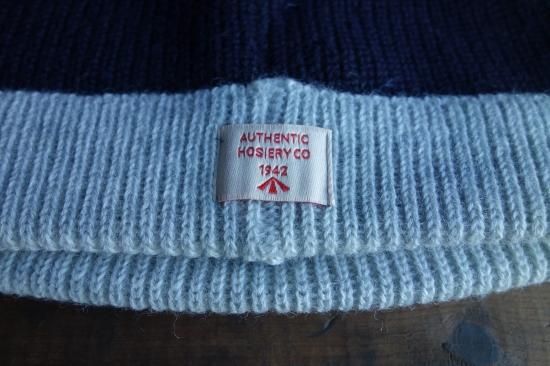 AUTHENTIC
HOSIERY CO
1942